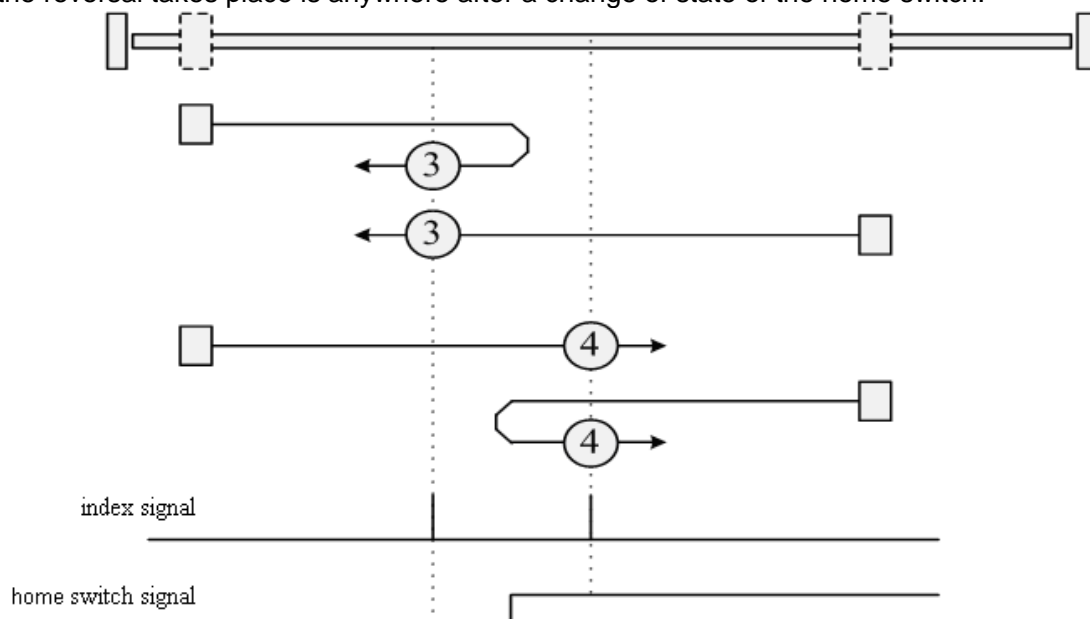 the reversal takes place is anywhere after a change of state of the home switch.
3
3
4
4
index signal
home switch signal